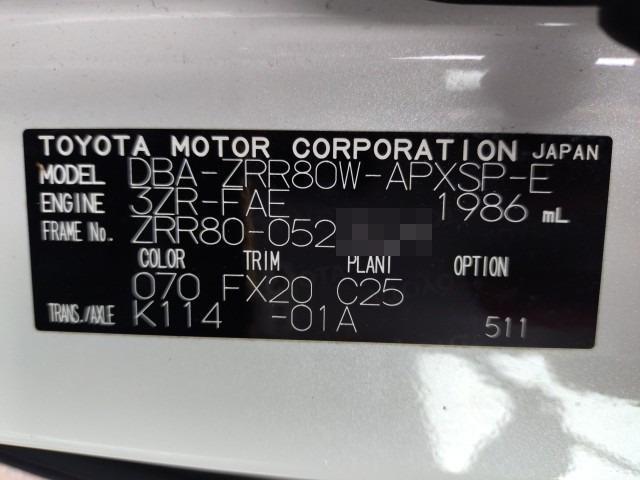 TOYOTA MOTOR CORPORATION JAPAN
MODEL DBA-ZRR80W-APXSP-E
ENGINE 3ZR-FAE 1986 mL
FRAME No. ZRR80-052
COLOR TRIM PLANT OPTION
070 FX20 C25
TRANS./AXLE K114 -01A 511